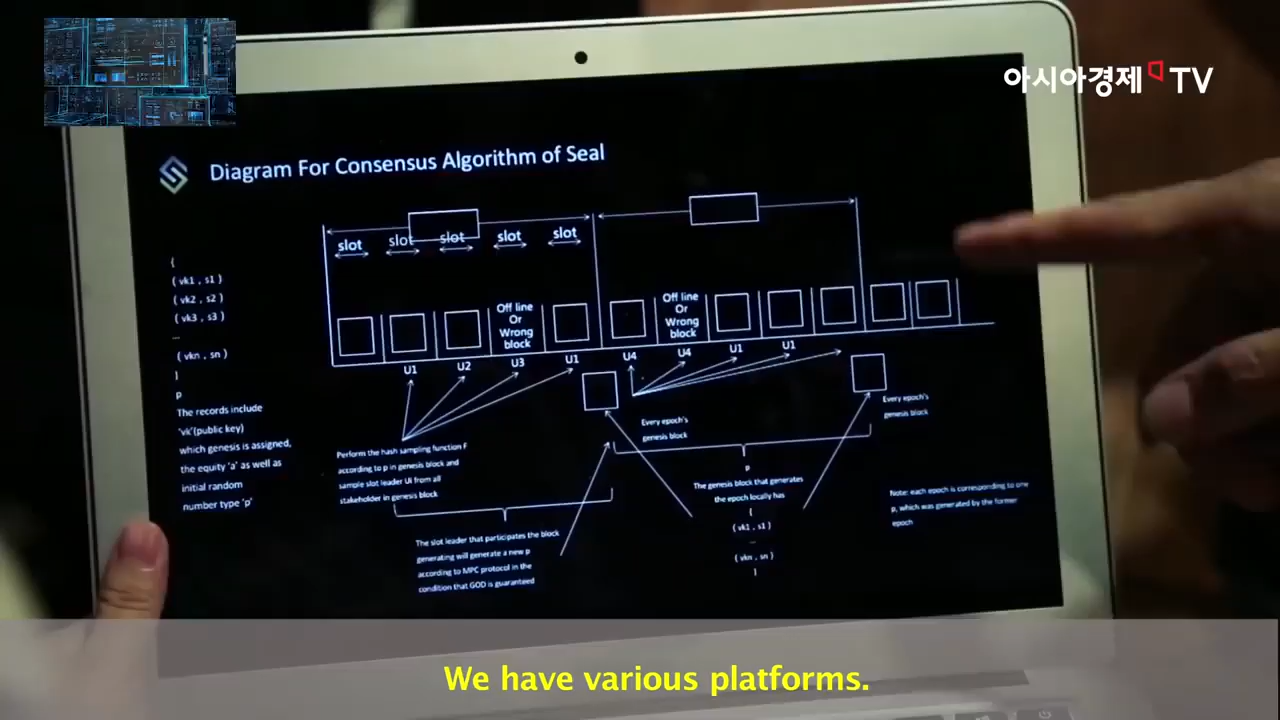 아시아경제 TV
Diagram For Consensus Algorithm of Seal
slot
slot
slot
slot
slot
{
( vk1 , s1 )
( vk2 , s2 )
( vk3 , s3 )
...
( vkn , sn )
}
p
The records include
'vk'(public key)
which genesis is assigned,
the equity 'a' as well as
initial random
number type 'p'
Off line
Or
Wrong
block
Off line
Or
Wrong
block
U1
U2
U3
U1
U4
U4
U1
U1
Perform the hash sampling function F
according to p in genesis block and
sample slot leader Ui from all
stakeholder in genesis block
Every epoch's
genesis block
Every epoch's
genesis block
The slot leader that participates the block
generating will generate a new p
according to MPC protocol in the
condition that GOD is guaranteed
p
The genesis block that generates
the epoch locally has
{
( vk1 , s1 )
...
( vkn , sn )
}
Note: each epoch is corresponding to one
p, which was generated by the former
epoch
We have various platforms.